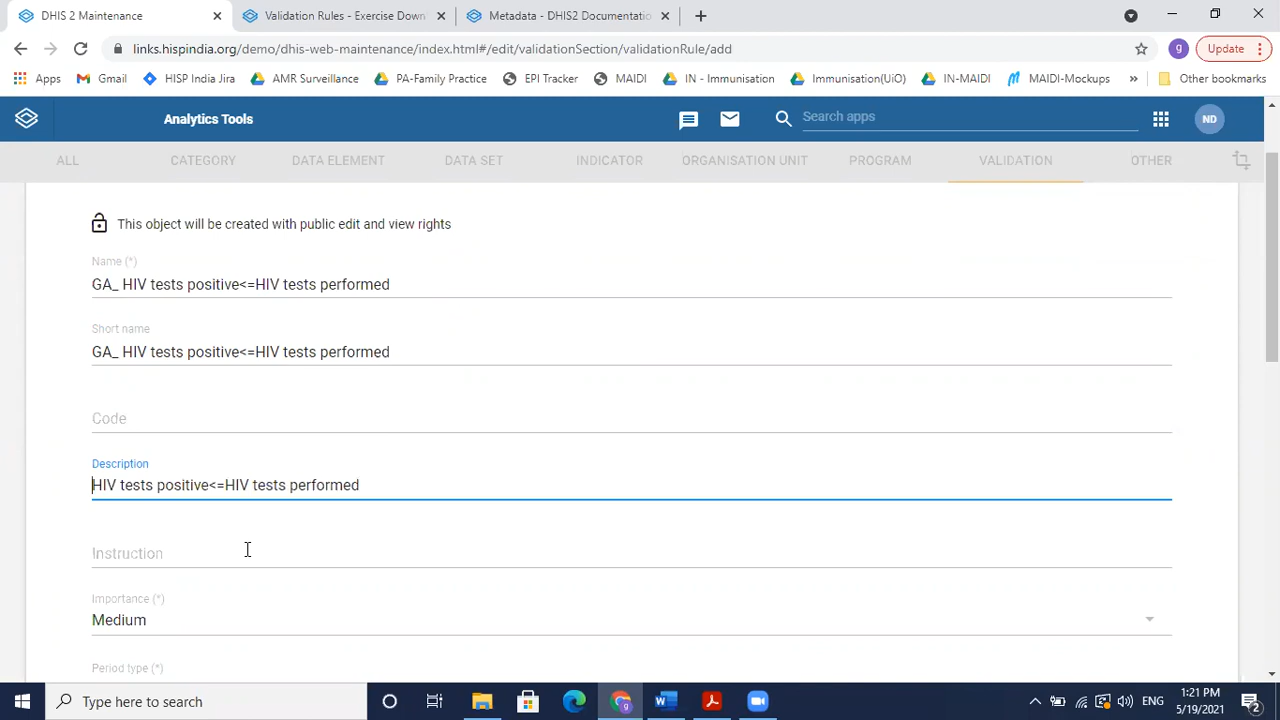 DHIS 2 Maintenance
Validation Rules - Exercise Down
Metadata - DHIS2 Documentatio
links.hispindia.org/demo/dhis-web-maintenance/index.html#/edit/validationSection/validationRule/add
g
Update
Apps
Gmail
HISP India Jira
AMR Surveillance
PA-Family Practice
EPI Tracker
MAIDI
IN - Immunisation
Immunisation(UiO)
IN-MAIDI
MAIDI-Mockups
»
Other bookmarks
Analytics Tools
Search apps
ND
ALL
CATEGORY
DATA ELEMENT
DATA SET
INDICATOR
ORGANISATION UNIT
PROGRAM
VALIDATION
OTHER
This object will be created with public edit and view rights
Name (*)
GA_ HIV tests positive<=HIV tests performed
Short name
GA_ HIV tests positive<=HIV tests performed
Code
Description
HIV tests positive<=HIV tests performed
Instruction
Importance (*)
Medium
Period type (*)
Type here to search
ENG
1:21 PM
5/19/2021
2